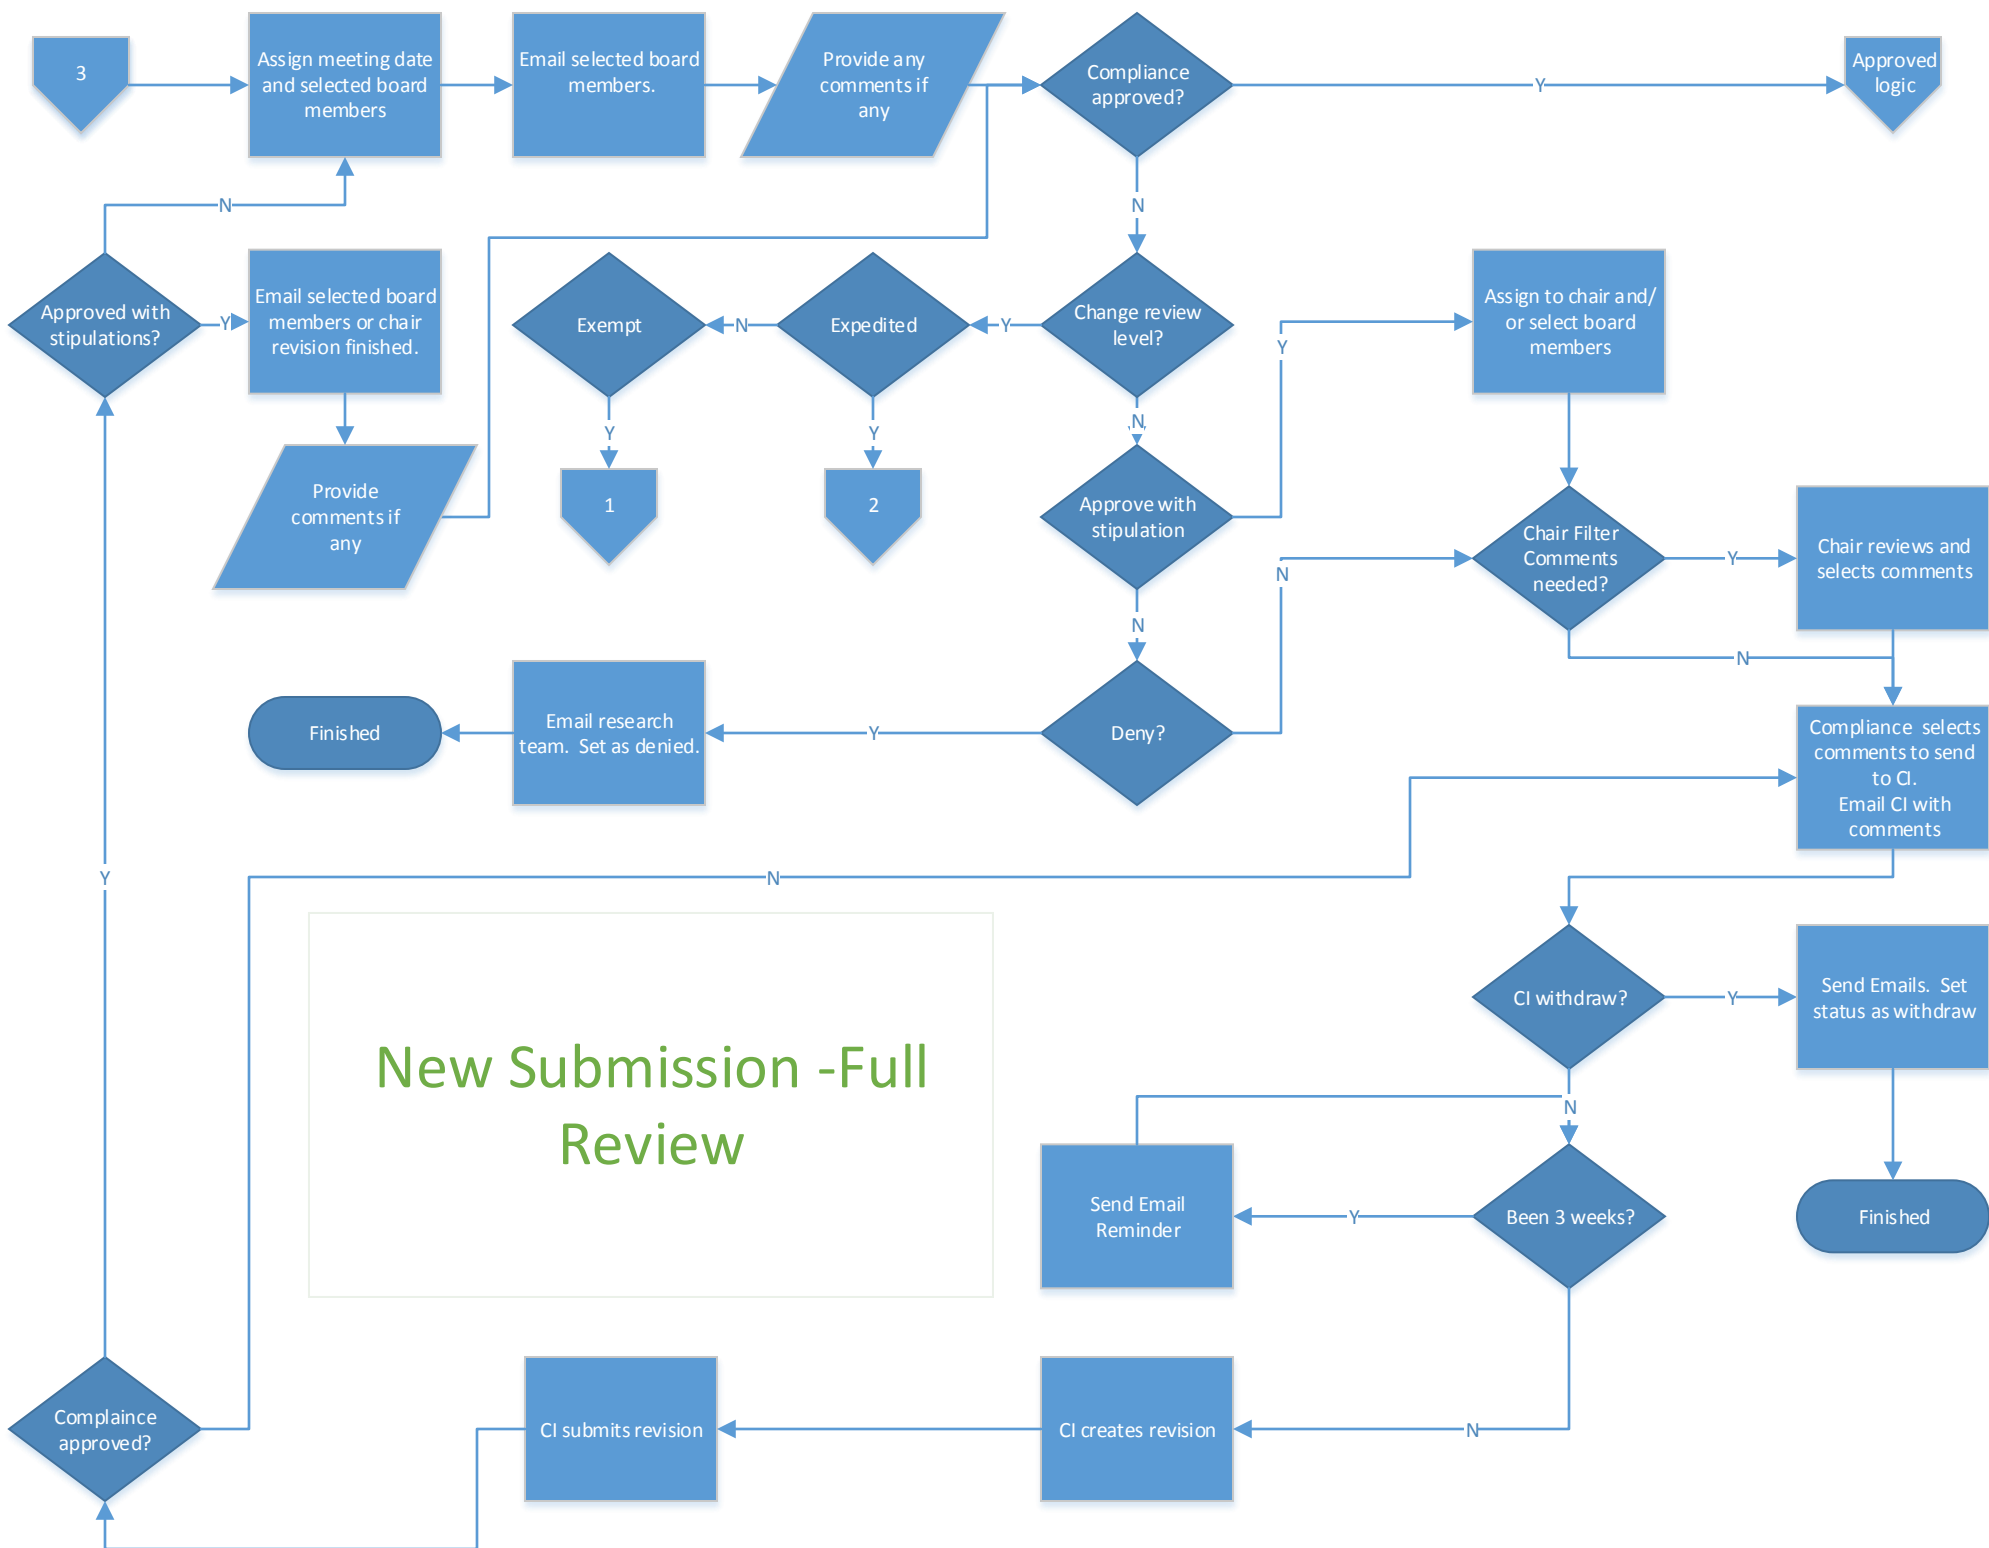 3
Assign meeting date
and selected board
members
Email selected board
members.
Provide any
comments if
any
Compliance
approved?
Y
Approved
logic
N
N
Approved with
stipulations?
Y
Email selected board
members or chair
revision finished.
Exempt
N
Expedited
Y
Change review
level?
Y
Assign to chair and/
or select board
members
Y
Y
N
Provide
comments if
any
1
2
Approve with
stipulation
Chair Filter
Comments
needed?
Y
Chair reviews and
selects comments
N
N
N
Finished
Email research
team.  Set as denied.
Y
Deny?
Compliance  selects
comments to send
to CI.
Email CI with
comments
Y
N
CI withdraw?
Y
Send Emails.  Set
status as withdraw
New Submission -Full
Review
N
Send Email
Reminder
Y
Been 3 weeks?
Finished
Complaince
approved?
CI submits revision
CI creates revision
N